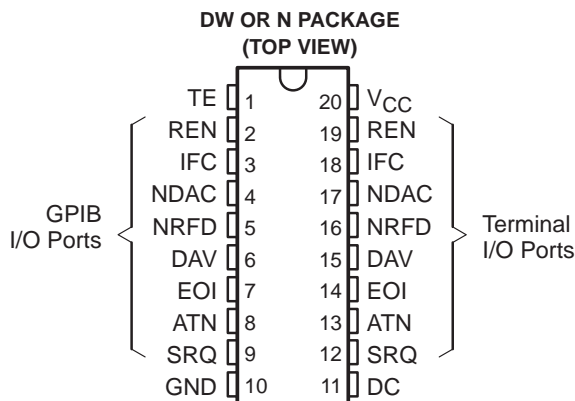 DW OR N PACKAGE
(TOP VIEW)
TE 1 20 VCC
REN 2 19 REN
IFC 3 18 IFC
NDAC 4 17 NDAC
NRFD 5 16 NRFD
DAV 6 15 DAV
EOI 7 14 EOI
ATN 8 13 ATN
SRQ 9 12 SRQ
GND 10 11 DC
GPIB
I/O Ports
Terminal
I/O Ports